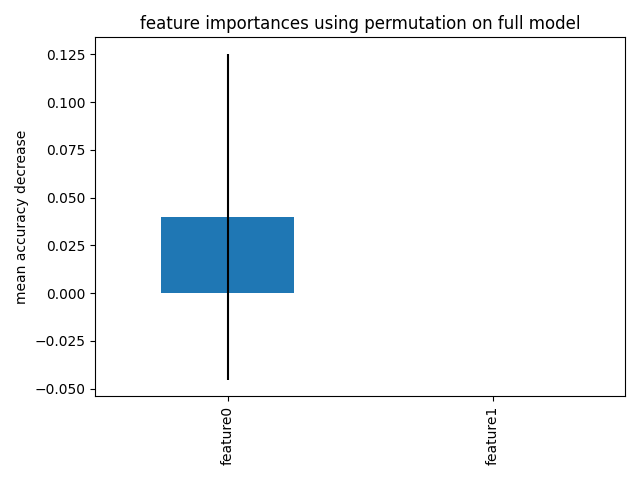 feature importances using permutation on full model
mean accuracy decrease
0.125
0.100
0.075
0.050
0.025
0.000
−0.025
−0.050
feature0
feature1